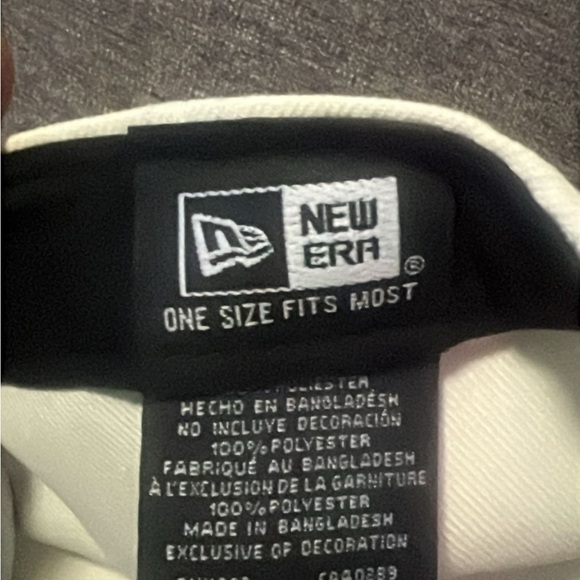 NEW
ERA
®
ONE SIZE FITS MOST
HECHO EN BANGLADÉSH
NO INCLUYE DECORACIÓN
100% POLYESTER
FABRIQUÉ AU BANGLADESH
À L'EXCLUSION DE LA GARNITURE
100% POLYESTER
MADE IN BANGLADESH
EXCLUSIVE OF DECORATION